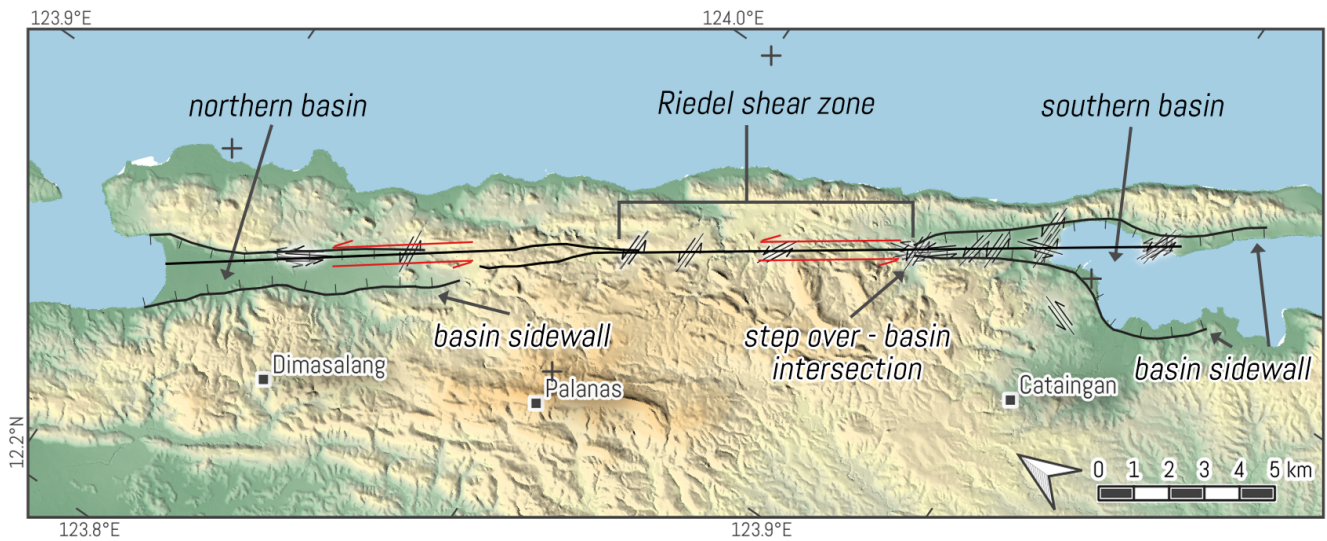 123.9°E
124.0°E
northern basin
Riedel shear zone
southern basin
basin sidewall
step over - basin
intersection
basin sidewall
Dimasalang
Palanas
Cataingan
12.2°N
0 1 2 3 4 5 km
123.8°E
123.9°E